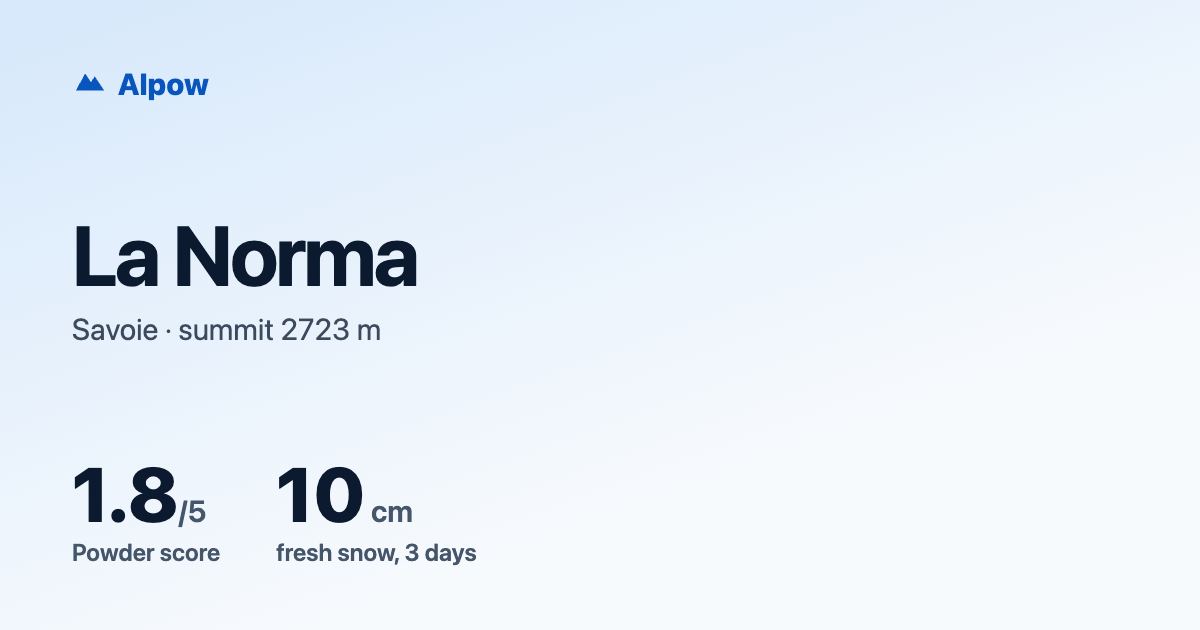 Alpow
La Norma
Savoie · summit 2723 m
1.8/5 10 cm
Powder score fresh snow, 3 days